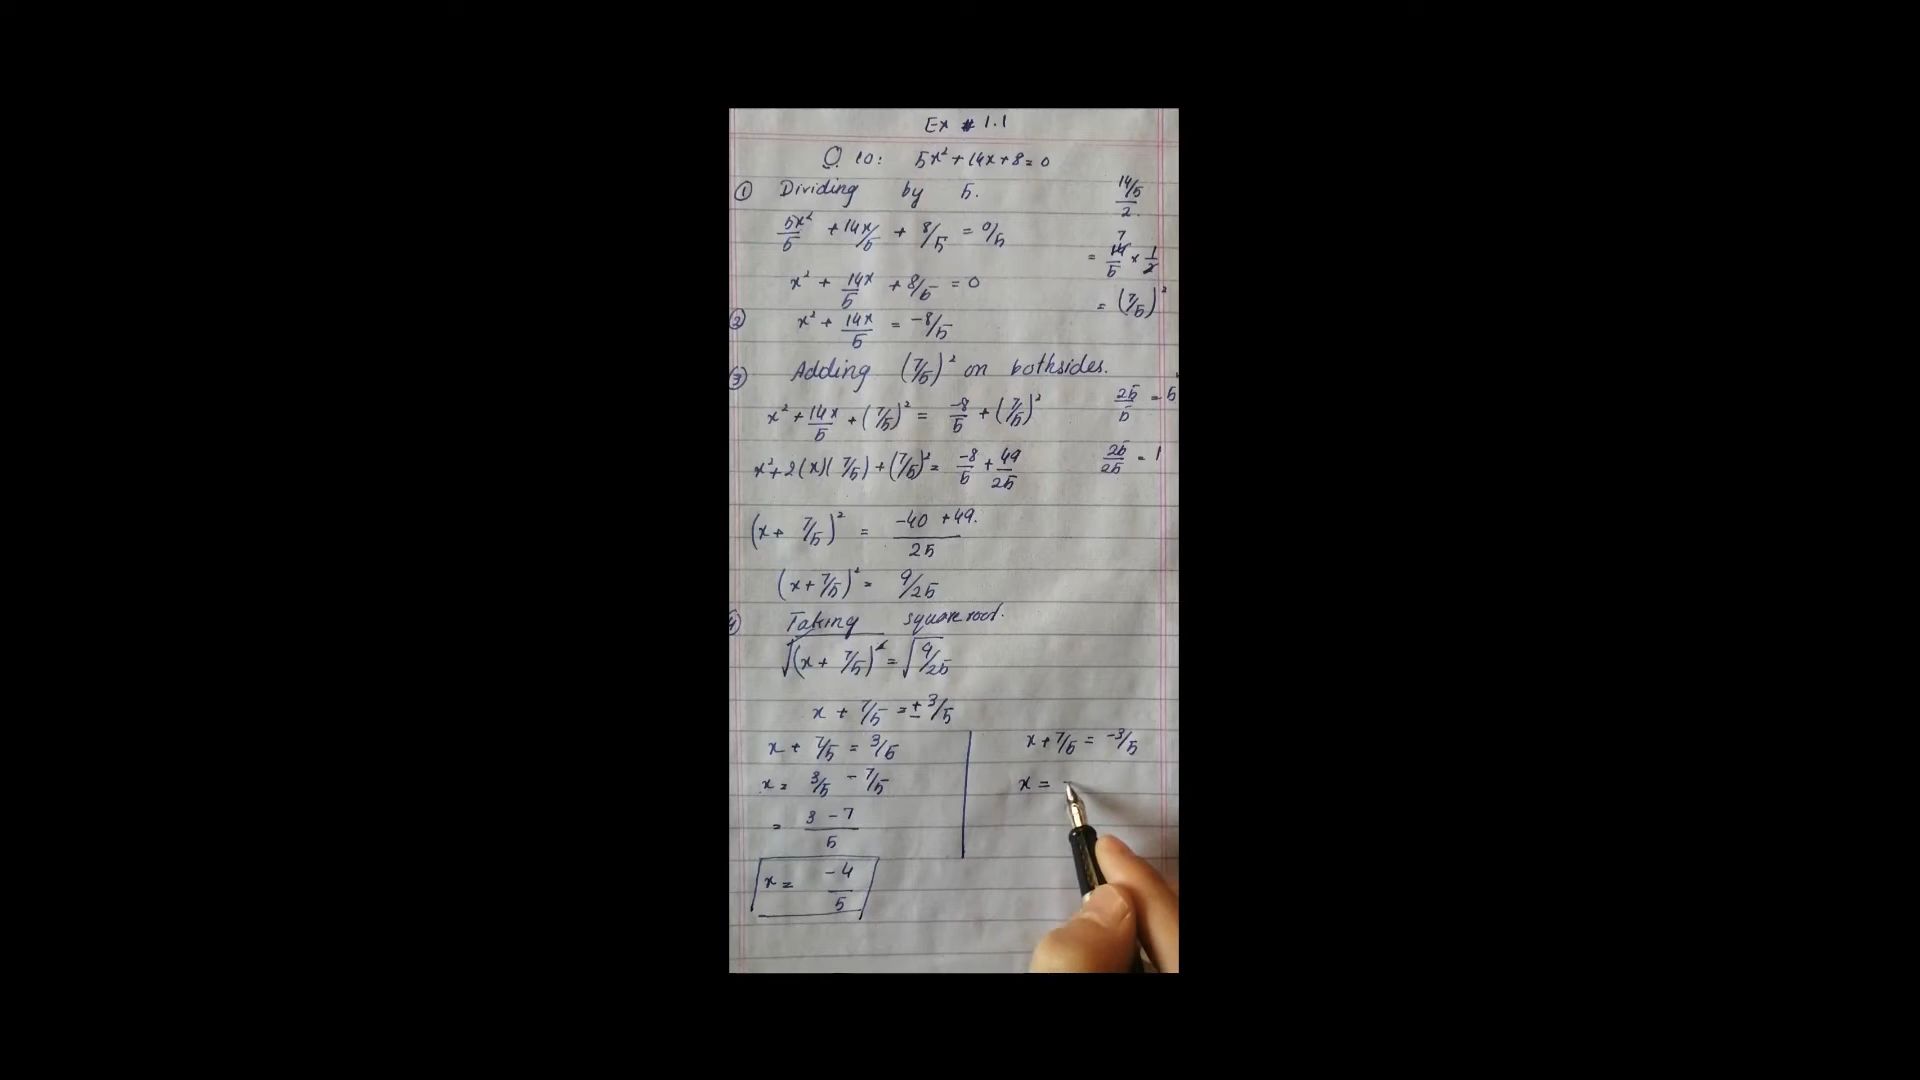 Ex # 1.1
Q 10: 5x² + 14x + 8 = 0
① Dividing by 5.
5x²/5 + 14x/5 + 8/5 = 0/5
x² + 14x/5 + 8/5 = 0
② x² + 14x/5 = -8/5
③ Adding (7/5)² on bothsides.
x² + 14x/5 + (7/5)² = -8/5 + (7/5)²
x² + 2(x)(7/5) + (7/5)² = -8/5 + 49/25
(x + 7/5)² = -40 + 49. / 25
(x + 7/5)² = 9/25
④ Taking square root.
√(x + 7/5)² = √9/25
x + 7/5 = ± 3/5
x + 7/5 = 3/5
x = 3/5 - 7/5
= 3 - 7 / 5
x = -4/5
x + 7/5 = -3/5
x = -
14/5 / 2
= 7 14/5 × 1/2
= (7/5)²
25/5 = 5
25/25 = 1